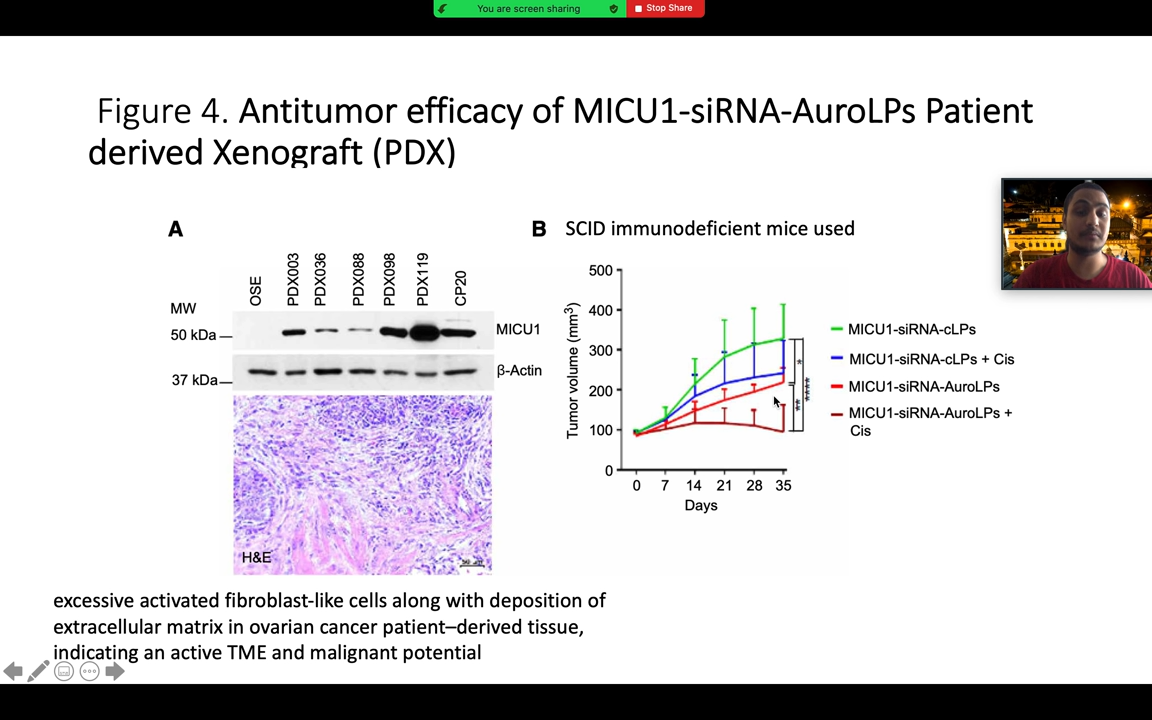 You are screen sharing
Stop Share
Figure 4. Antitumor efficacy of MICU1-siRNA-AuroLPs Patient
derived Xenograft (PDX)
A
OSE
PDX003
PDX036
PDX088
PDX098
PDX119
CP20
MW
50 kDa
MICU1
37 kDa
β-Actin
H&E
B SCID immunodeficient mice used
Tumor volume (mm3)
500
400
300
200
100
0
0 7 14 21 28 35
Days
*
**
****
MICU1-siRNA-cLPs
MICU1-siRNA-cLPs + Cis
MICU1-siRNA-AuroLPs
MICU1-siRNA-AuroLPs +
Cis
excessive activated fibroblast-like cells along with deposition of
extracellular matrix in ovarian cancer patient–derived tissue,
indicating an active TME and malignant potential